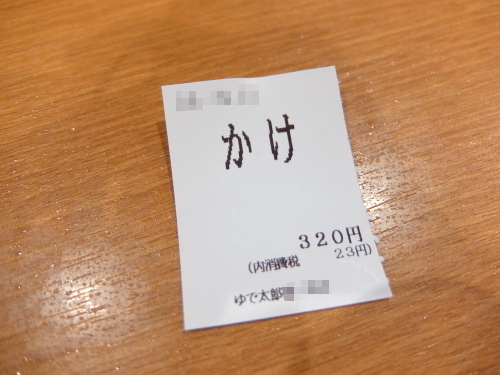 かけ
320円
(内消費税 23円)
ゆで太郎